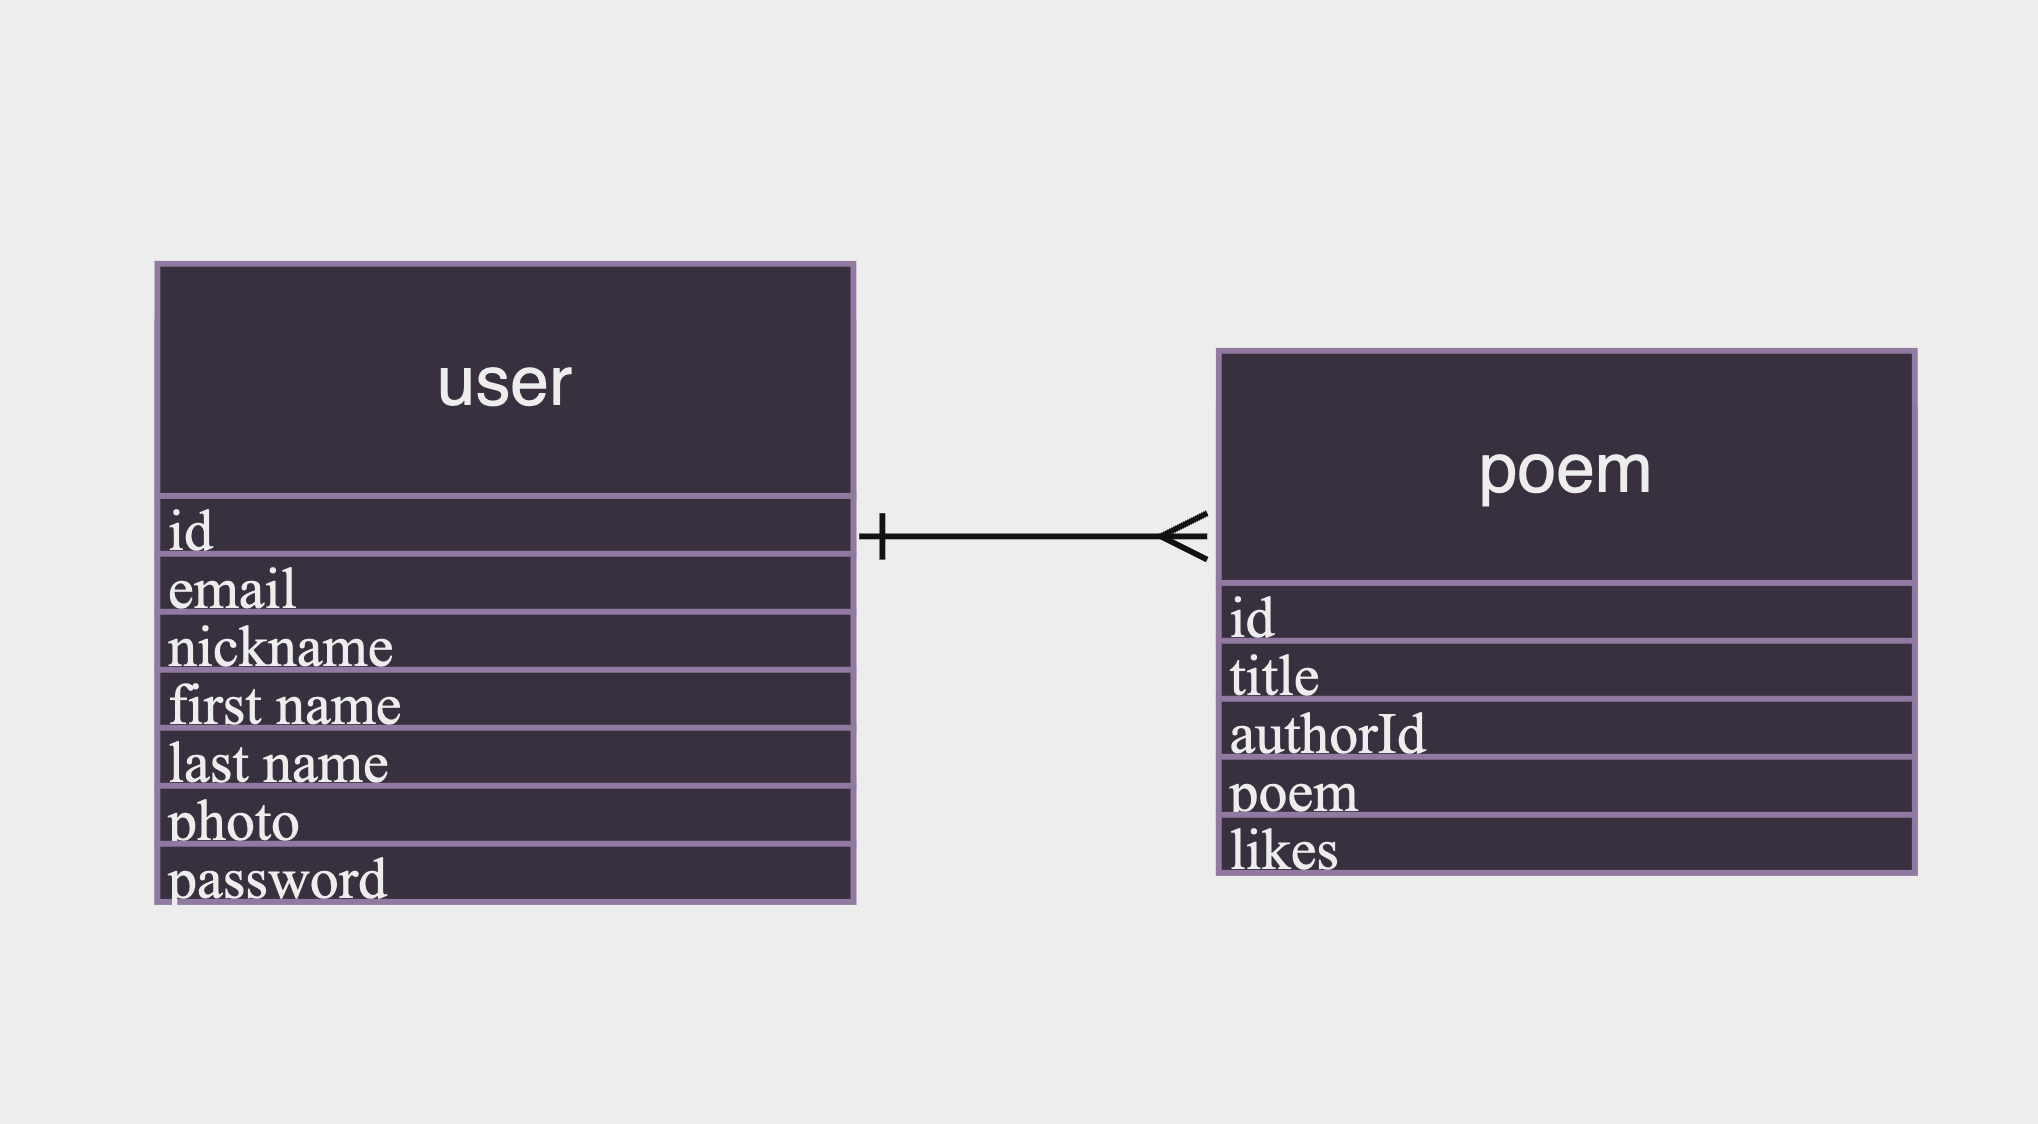 user
id
email
nickname
first name
last name
photo
password
poem
id
title
authorId
poem
likes